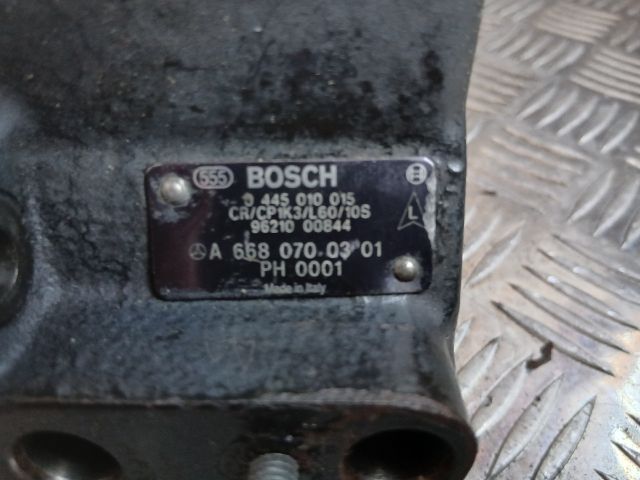 555 BOSCH
0 445 010 015
CR/CP1K3/L60/10S
96210 00844
A 668 070 03 01
PH 0001
Made in Italy
L